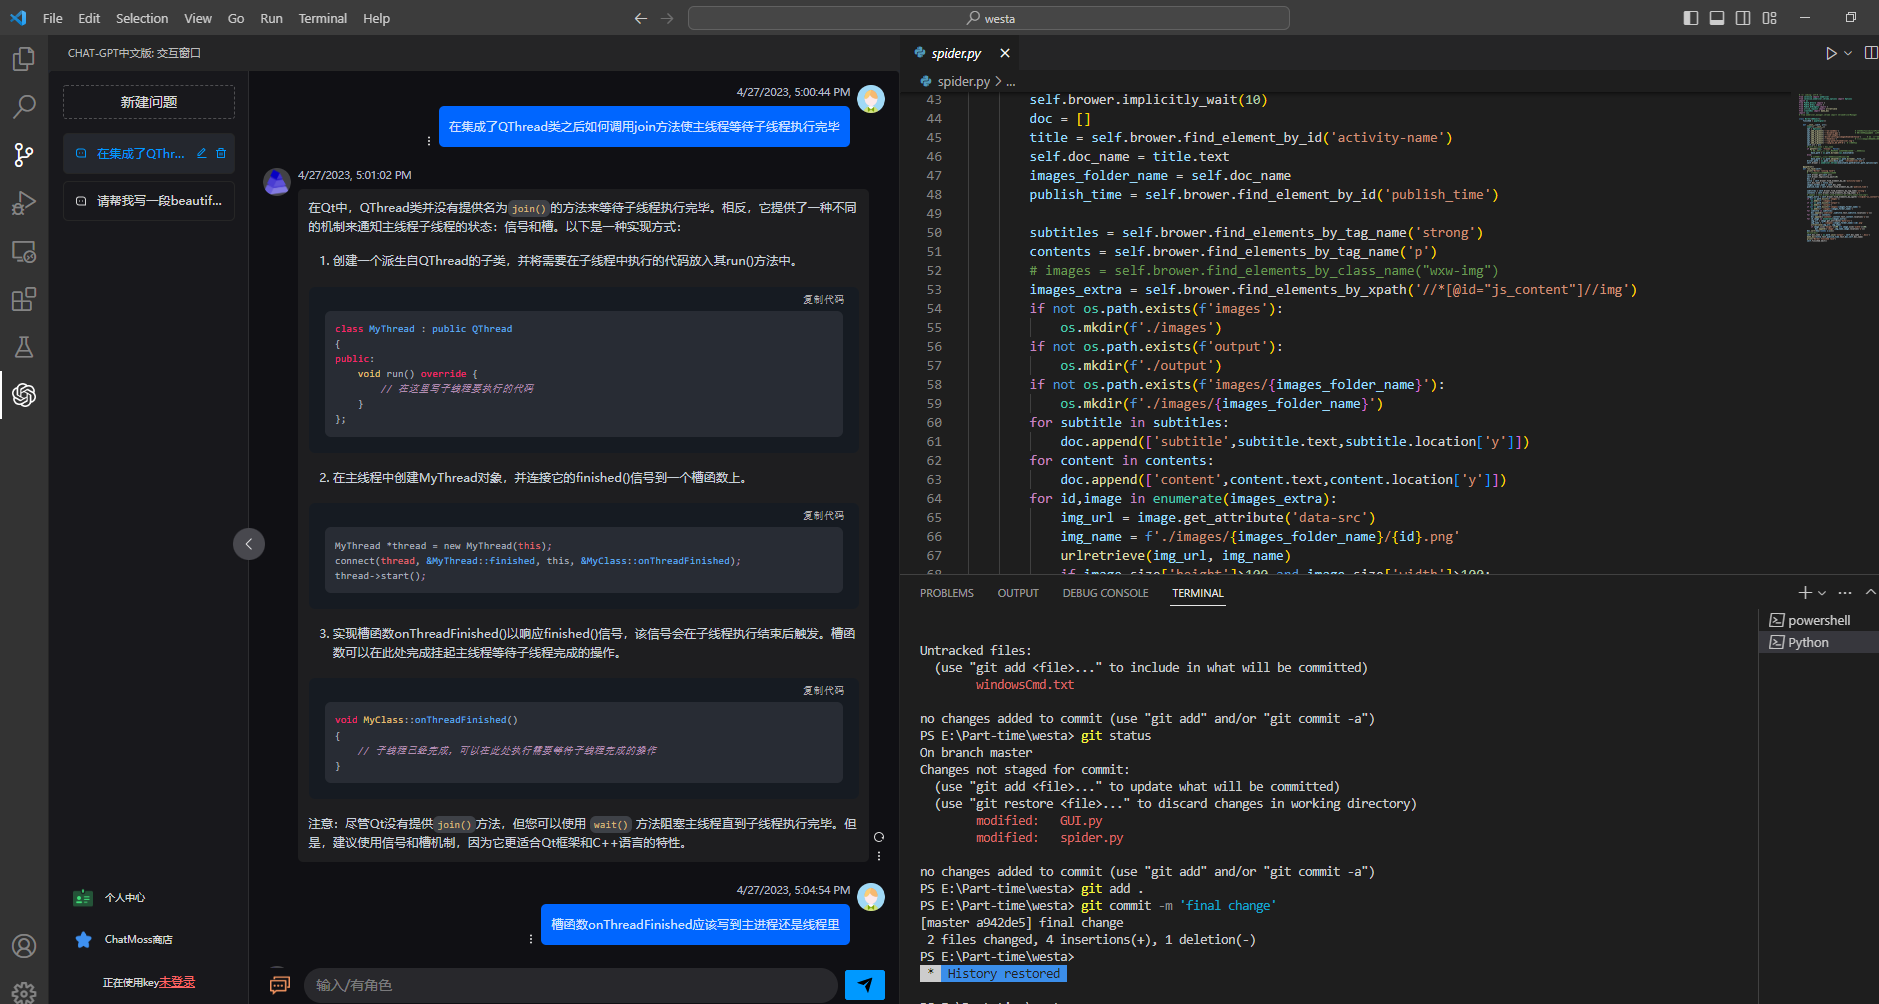 File Edit Selection View Go Run Terminal Help
westa
CHAT-GPT中文版: 交互窗口
新建问题
在集成了QThr...
请帮我写一段beautif...
个人中心
ChatMoss商店
正在使用key未登录
4/27/2023, 5:00:44 PM
在集成了QThread类之后如何调用join方法使主线程等待子线程执行完毕
4/27/2023, 5:01:02 PM
在Qt中，QThread类并没有提供名为join()的方法来等待子线程执行完毕。相反，它提供了一种不同
的机制来通知主线程子线程的状态：信号和槽。以下是一种实现方式：
1. 创建一个派生自QThread的子类，并将需要在子线程中执行的代码放入其run()方法中。
复制代码
class MyThread : public QThread
{
public:
void run() override {
// 在这里写子线程要执行的代码
}
};
2. 在主线程中创建MyThread对象，并连接它的finished()信号到一个槽函数上。
复制代码
MyThread *thread = new MyThread(this);
connect(thread, &MyThread::finished, this, &MyClass::onThreadFinished);
thread->start();
3. 实现槽函数onThreadFinished()以响应finished()信号，该信号会在子线程执行结束后触发。槽函
数可以在此处完成挂起主线程等待子线程完成的操作。
复制代码
void MyClass::onThreadFinished()
{
// 子线程已经完成，可以在此处执行需要等待子线程完成的操作
}
注意：尽管Qt没有提供join()方法，但您可以使用 wait() 方法阻塞主线程直到子线程执行完毕。但
是，建议使用信号和槽机制，因为它更适合Qt框架和C++语言的特性。
4/27/2023, 5:04:54 PM
槽函数onThreadFinished应该写到主进程还是线程里
输入/有角色
spider.py
spider.py > ...
43 self.brower.implicitly_wait(10)
44 doc = []
45 title = self.brower.find_element_by_id('activity-name')
46 self.doc_name = title.text
47 images_folder_name = self.doc_name
48 publish_time = self.brower.find_element_by_id('publish_time')
49
50 subtitles = self.brower.find_elements_by_tag_name('strong')
51 contents = self.brower.find_elements_by_tag_name('p')
52 # images = self.brower.find_elements_by_class_name("wxw-img")
53 images_extra = self.brower.find_elements_by_xpath('//*[@id="js_content"]//img')
54 if not os.path.exists(f'images'):
55 os.mkdir(f'./images')
56 if not os.path.exists(f'output'):
57 os.mkdir(f'./output')
58 if not os.path.exists(f'images/{images_folder_name}'):
59 os.mkdir(f'./images/{images_folder_name}')
60 for subtitle in subtitles:
61 doc.append(['subtitle',subtitle.text,subtitle.location['y']])
62 for content in contents:
63 doc.append(['content',content.text,content.location['y']])
64 for id,image in enumerate(images_extra):
65 img_url = image.get_attribute('data-src')
66 img_name = f'./images/{images_folder_name}/{id}.png'
67 urlretrieve(img_url, img_name)
68 if image.size['height']>100 and image.size['width']>100:
PROBLEMS OUTPUT DEBUG CONSOLE TERMINAL
powershell
Python
Untracked files:
(use "git add <file>..." to include in what will be committed)
windowsCmd.txt
no changes added to commit (use "git add" and/or "git commit -a")
PS E:\Part-time\westa> git status
On branch master
Changes not staged for commit:
(use "git add <file>..." to update what will be committed)
(use "git restore <file>..." to discard changes in working directory)
modified: GUI.py
modified: spider.py
no changes added to commit (use "git add" and/or "git commit -a")
PS E:\Part-time\westa> git add .
PS E:\Part-time\westa> git commit -m 'final change'
[master a942de5] final change
2 files changed, 4 insertions(+), 1 deletion(-)
PS E:\Part-time\westa>
* History restored